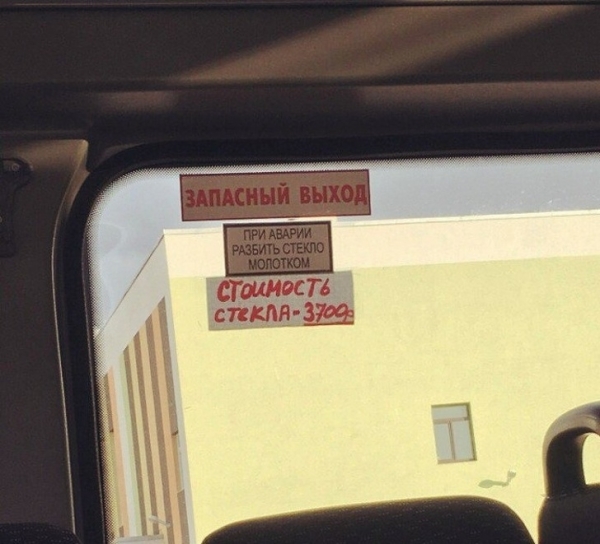 ЗАПАСНЫЙ ВЫХОД
ПРИ АВАРИИ
РАЗБИТЬ СТЕКЛО
МОЛОТКОМ
СТОИМОСТЬ
СТЕКЛА-3700р